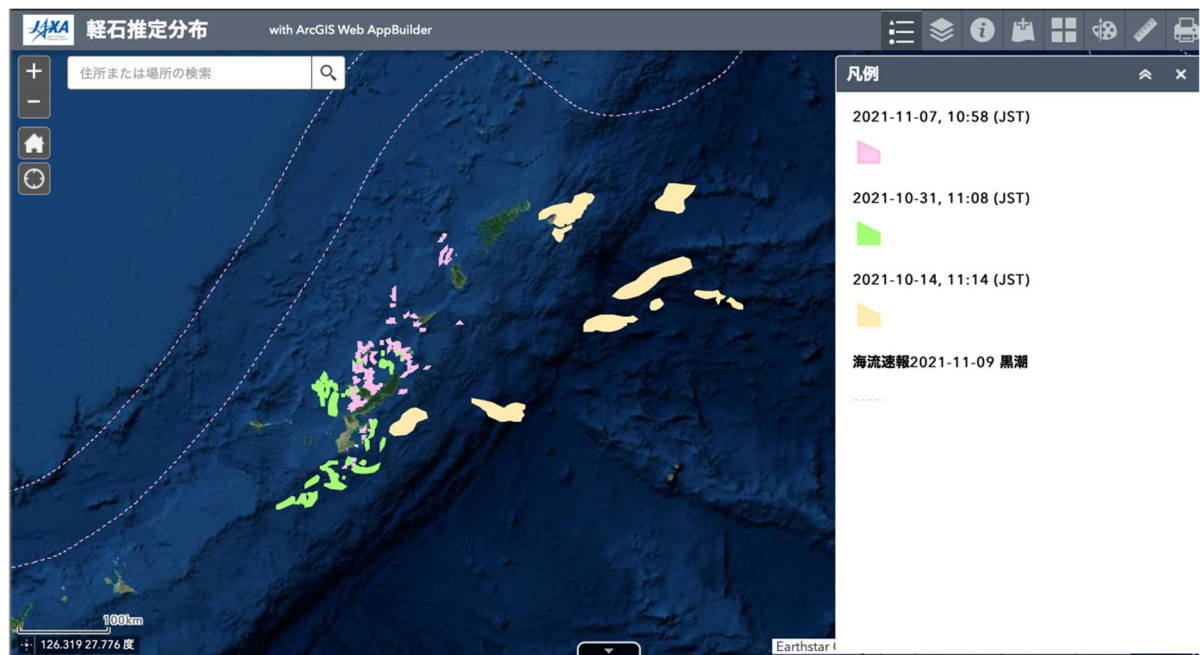 JAXA 軽石推定分布 with ArcGIS Web AppBuilder
住所または場所の検索
凡例
2021-11-07, 10:58 (JST)
2021-10-31, 11:08 (JST)
2021-10-14, 11:14 (JST)
海流速報2021-11-09 黒潮
100km
126.319 27.776 度
Earthstar